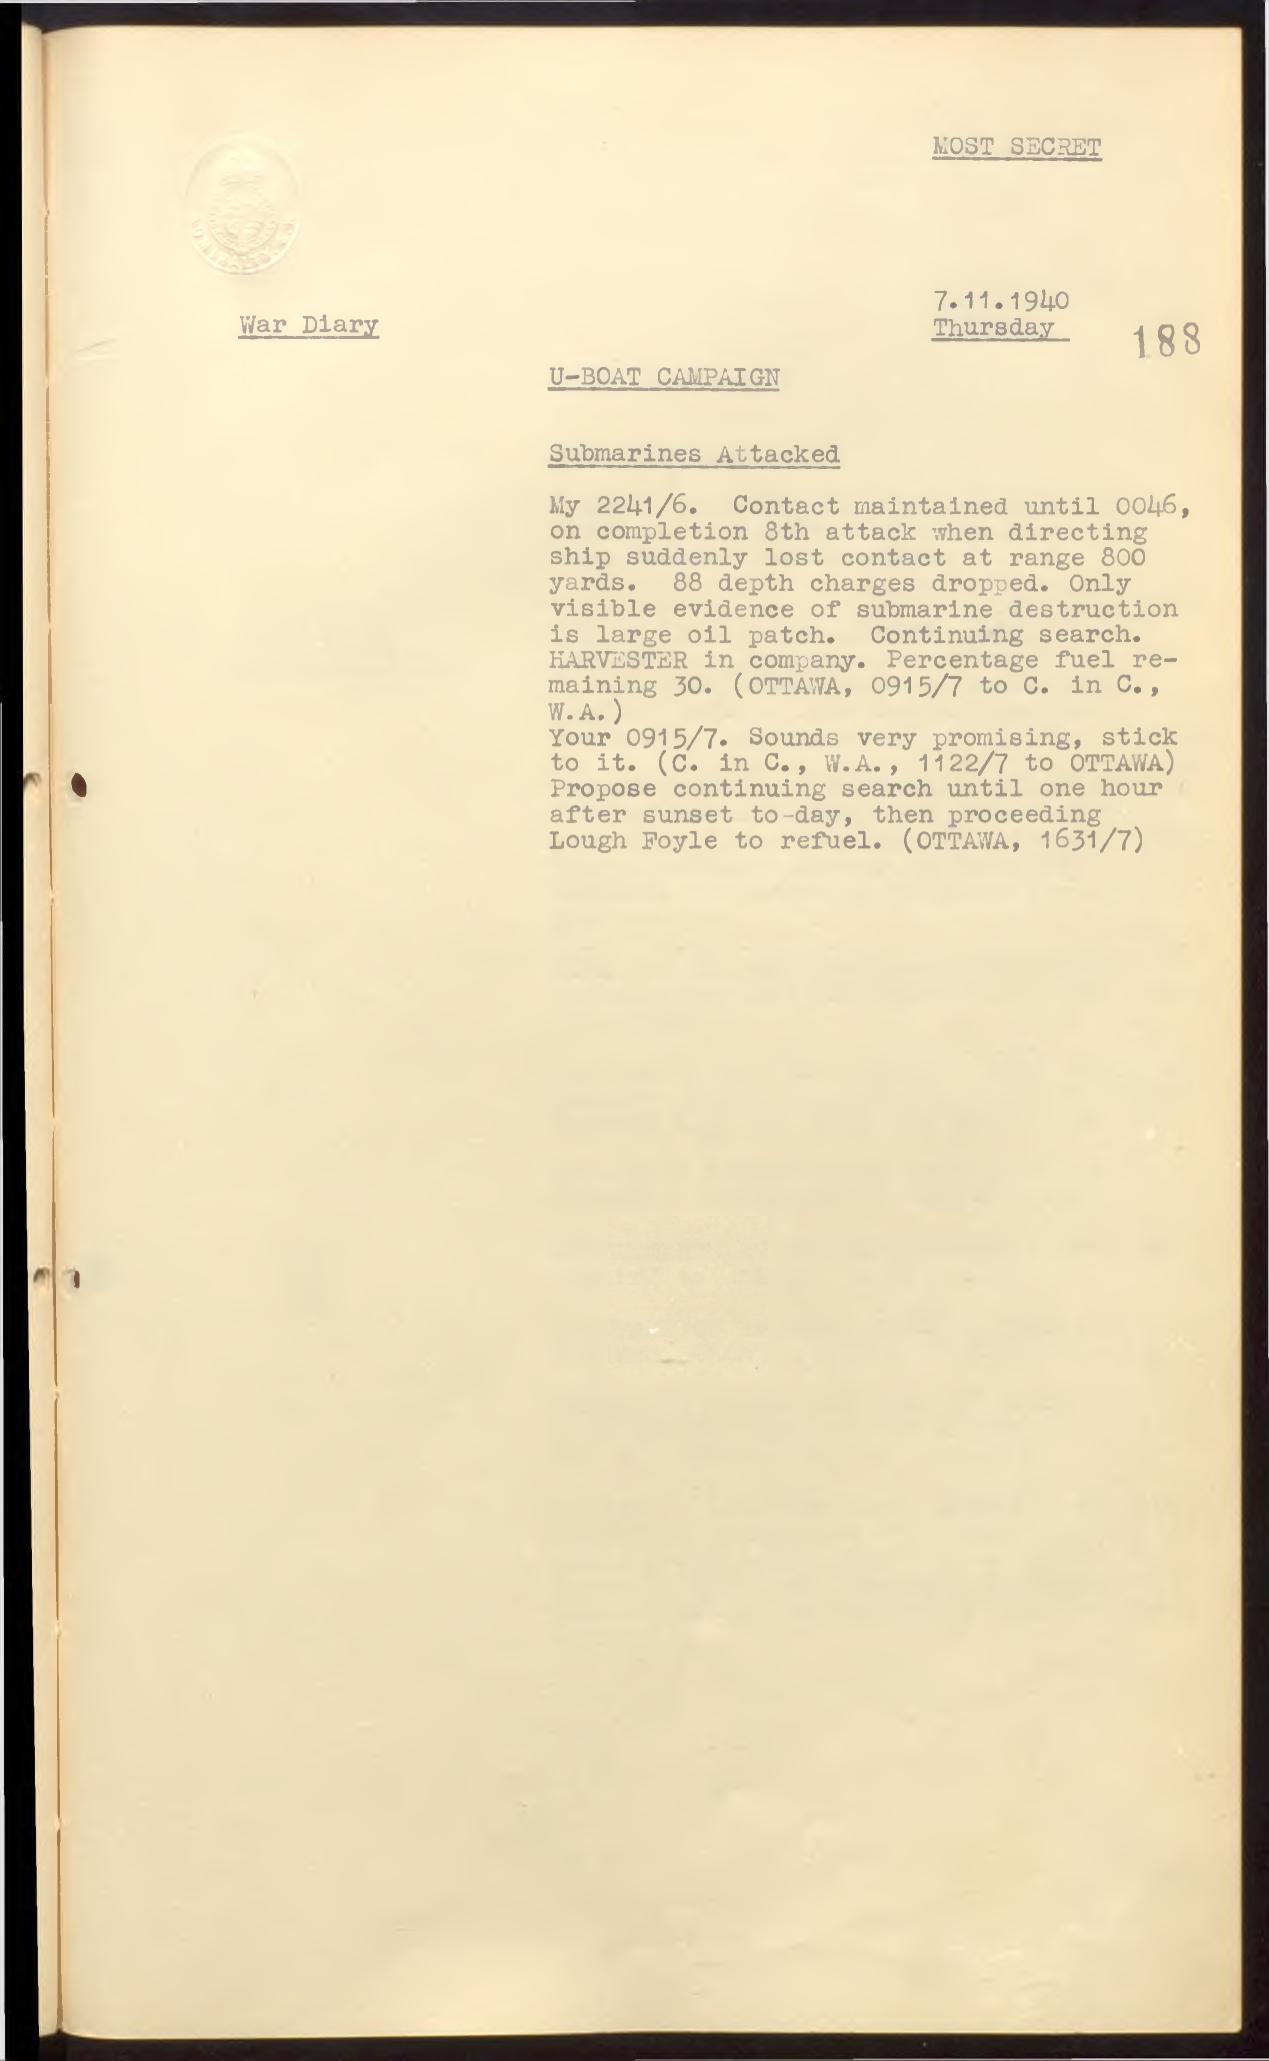 MOST SECRET
7.11.1940
War Diary
Thursday
188
U-BOAT CAMPAIGN
Submarines Attacked
My 2241/6. Contact maintained until 0046,
on completion 8th attack when directing
ship suddenly lost contact at range 800
yards. 88 depth charges dropped. Only
visible evidence of submarine destruction
is large oil patch. Continuing search.
HARVESTER in company. Percentage fuel re-
maining 30. (OTTAWA, 0915/7 to C. in C.,
W.A.)
Your 0915/7. Sounds very promising, stick
to it. (C. in C., W.A., 1122/7 to OTTAWA)
Propose continuing search until one hour
after sunset to-day, then proceeding
Lough Foyle to refuel. (OTTAWA, 1631/7)